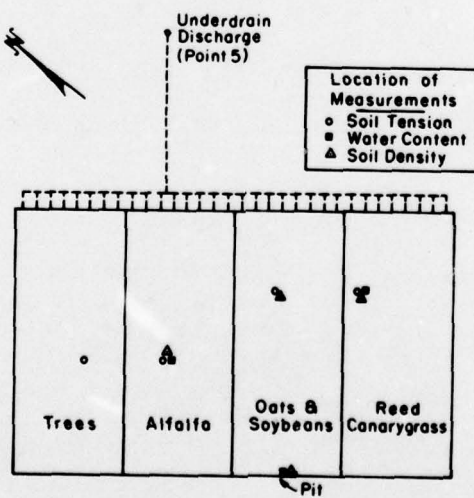 Underdrain
Discharge
(Point 5)
N
Location of
Measurements
Soil Tension
Water Content
Soil Density
Trees
Alfalfa
Oats &
Soybeans
Reed
Canarygrass
Pit